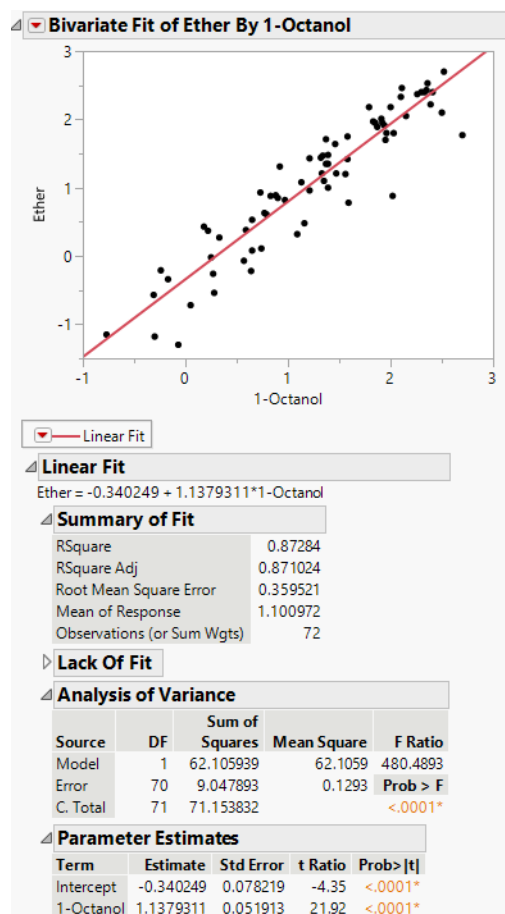 Bivariate Fit of Ether By 1-Octanol
3
2
1
0
-1
Ether
-1 0 1 2 3
1-Octanol
Linear Fit
Linear Fit
Ether = -0.340249 + 1.1379311*1-Octanol
Summary of Fit
RSquare 0.87284
RSquare Adj 0.871024
Root Mean Square Error 0.359521
Mean of Response 1.100972
Observations (or Sum Wgts) 72
Lack Of Fit
Analysis of Variance
Sum of
Source DF Squares Mean Square F Ratio
Model 1 62.105939 62.1059 480.4893
Error 70 9.047893 0.1293 Prob > F
C. Total 71 71.153832 <.0001*
Parameter Estimates
Term Estimate Std Error t Ratio Prob>|t|
Intercept -0.340249 0.078219 -4.35 <.0001*
1-Octanol 1.1379311 0.051913 21.92 <.0001*